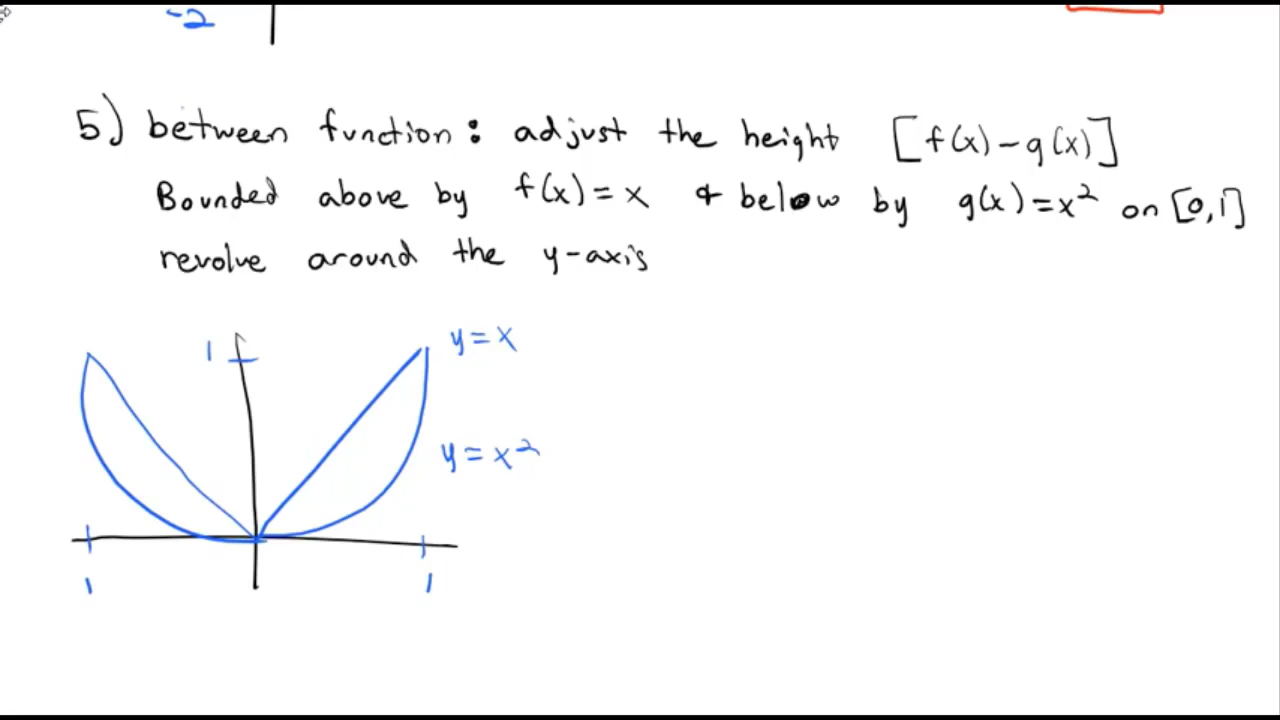 -2
5) between function: adjust the height [f(x) - g(x)]
Bounded above by f(x) = x & below by g(x) = x² on [0,1]
revolve around the y-axis
1
y = x
y = x²
1
1